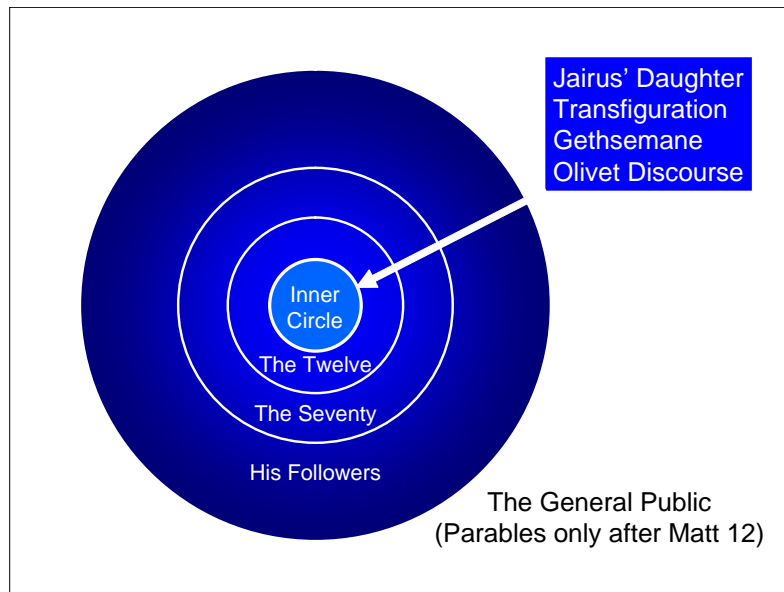 Jairus’ Daughter
Transfiguration
Gethsemane
Olivet Discourse
Inner
Circle
The Twelve
The Seventy
His Followers
The General Public
(Parables only after Matt 12)